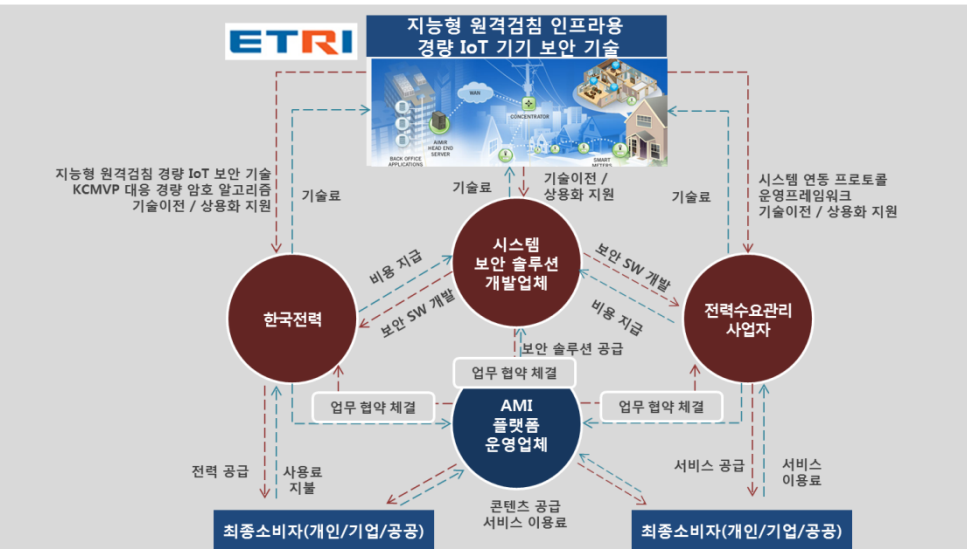 ETRI
지능형 원격검침 인프라용
경량 IoT 기기 보안 기술
WAN
CONCENTRATOR
AMR
HEAD END
SERVER
BACK OFFICE
APPLICATIONS
SMART
METERS
지능형 원격검침 경량 IoT 보안 기술
KCMVP 대응 경량 암호 알고리즘
기술이전 / 상용화 지원
기술료
기술료
기술이전 /
상용화 지원
기술료
시스템 연동 프로토콜
운영프레임워크
기술이전 / 상용화 지원
한국전력
비용 지급
보안 SW 개발
시스템
보안 솔루션
개발업체
보안 SW 개발
비용 지급
전력수요관리
사업자
보안 솔루션 공급
업무 협약 체결
업무 협약 체결
AMI
플랫폼
운영업체
업무 협약 체결
전력 공급
사용료
지불
콘텐츠 공급
서비스 이용료
서비스 공급
서비스
이용료
최종소비자(개인/기업/공공)
최종소비자(개인/기업/공공)